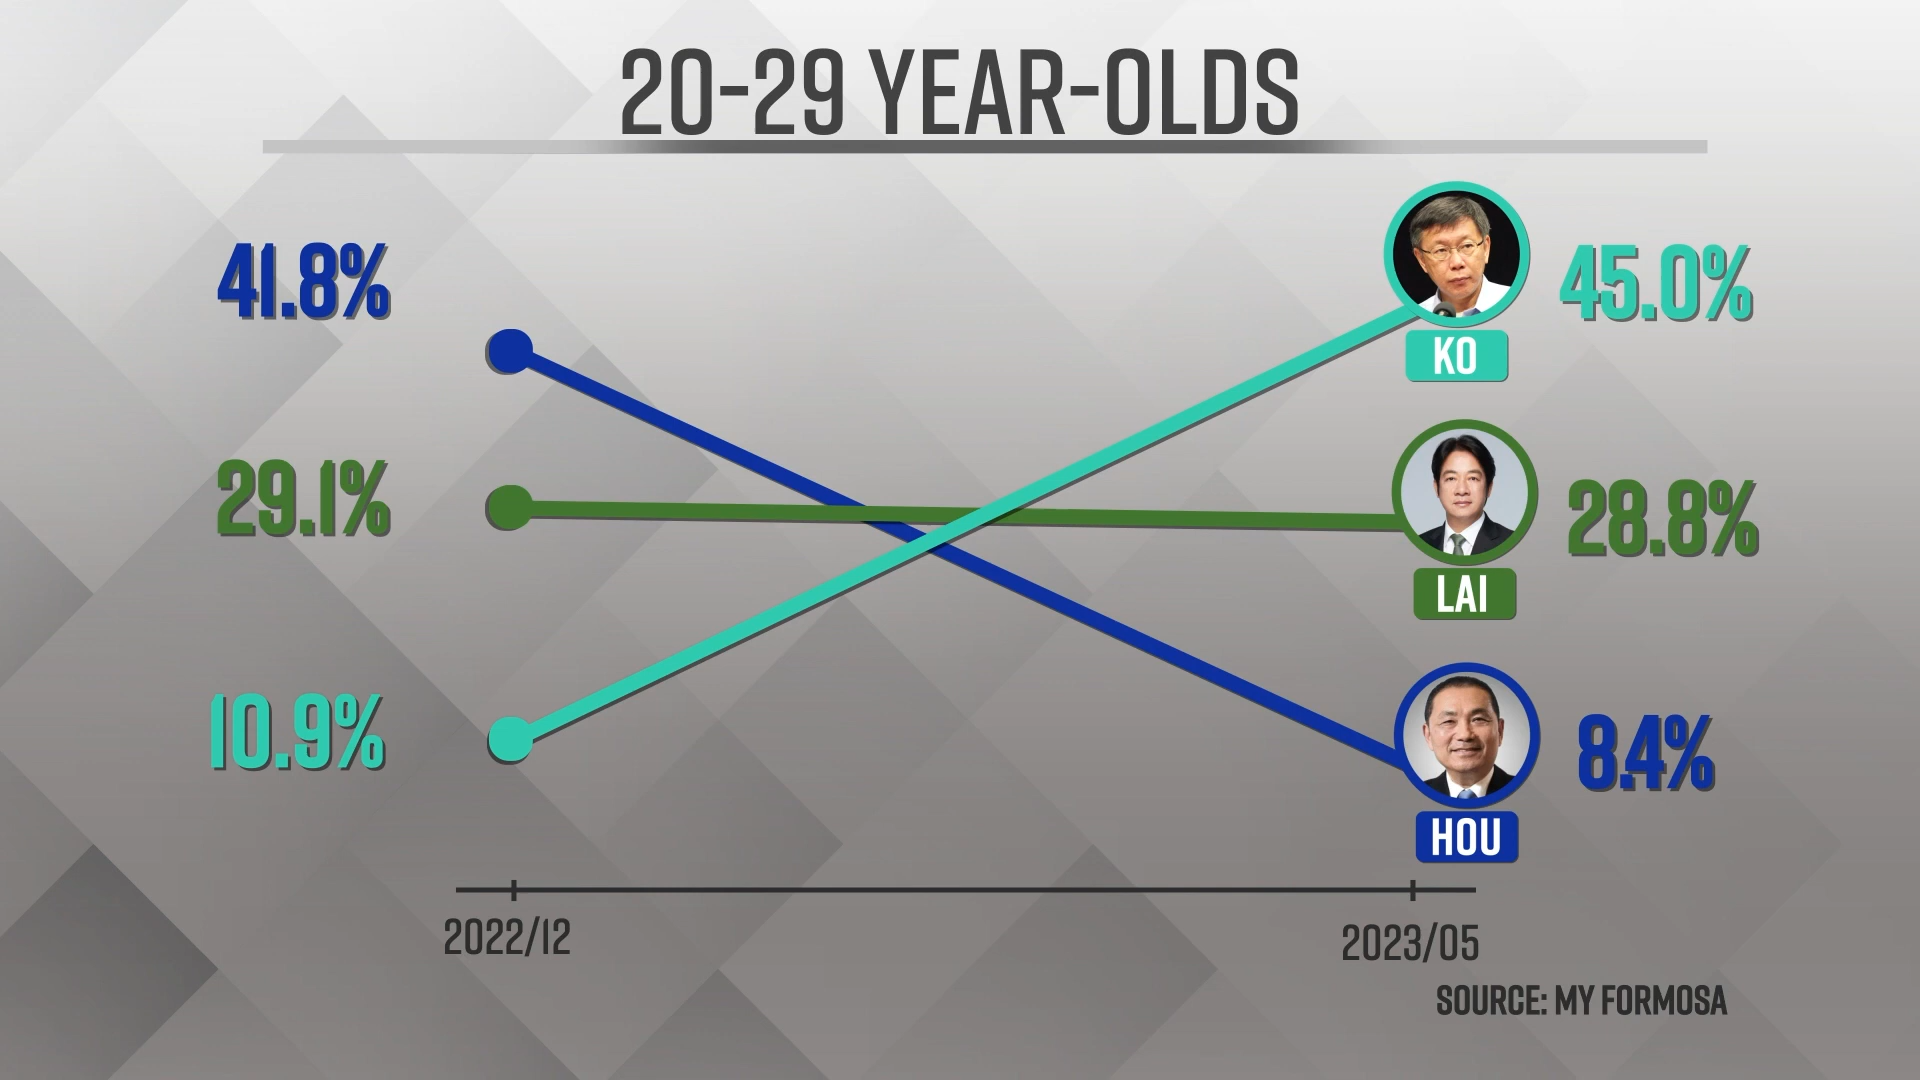 20-29 YEAR-OLDS
41.8%
45.0%
KO
29.1%
28.8%
LAI
10.9%
8.4%
HOU
2022/12
2023/05
SOURCE: MY FORMOSA